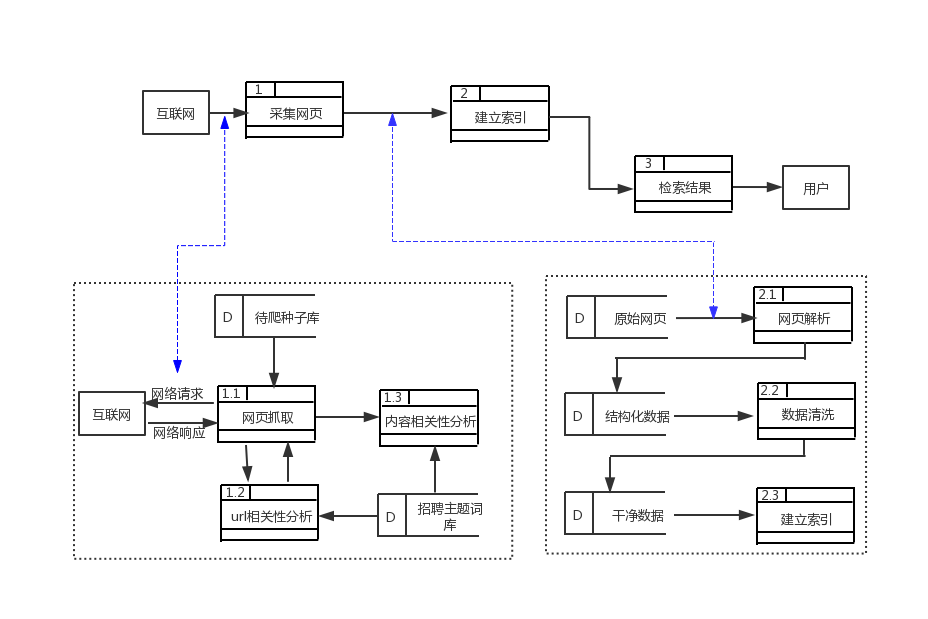 互联网
1
采集网页
2
建立索引
3
检索结果
用户
D
待爬种子库
互联网
网络请求
网络响应
1.1
网页抓取
1.3
内容相关性分析
1.2
url相关性分析
D
招聘主题词
库
D
原始网页
2.1
网页解析
D
结构化数据
2.2
数据清洗
D
干净数据
2.3
建立索引